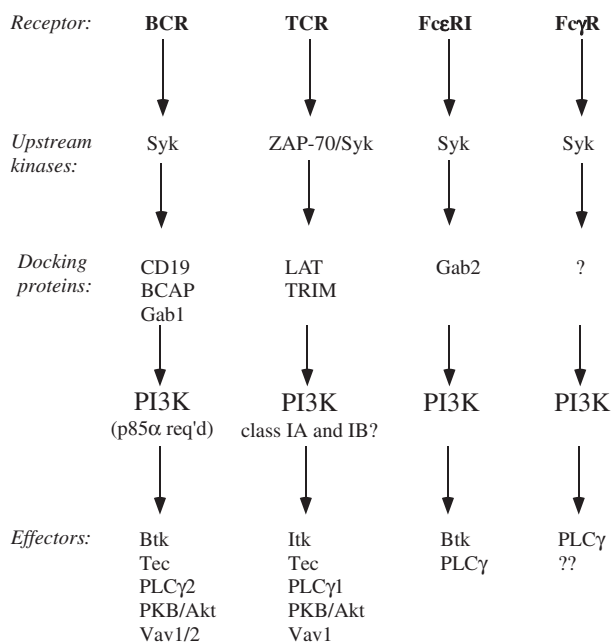 Receptor: BCR TCR FcεRI FcγR
Upstream kinases: Syk ZAP-70/Syk Syk Syk
Docking proteins: CD19 LAT Gab2 ?
BCAP TRIM
Gab1
PI3K PI3K PI3K PI3K
(p85α req'd) class IA and IB?
Effectors: Btk Itk Btk PLCγ
Tec Tec PLCγ ??
PLCγ2 PLCγ1
PKB/Akt PKB/Akt
Vav1/2 Vav1